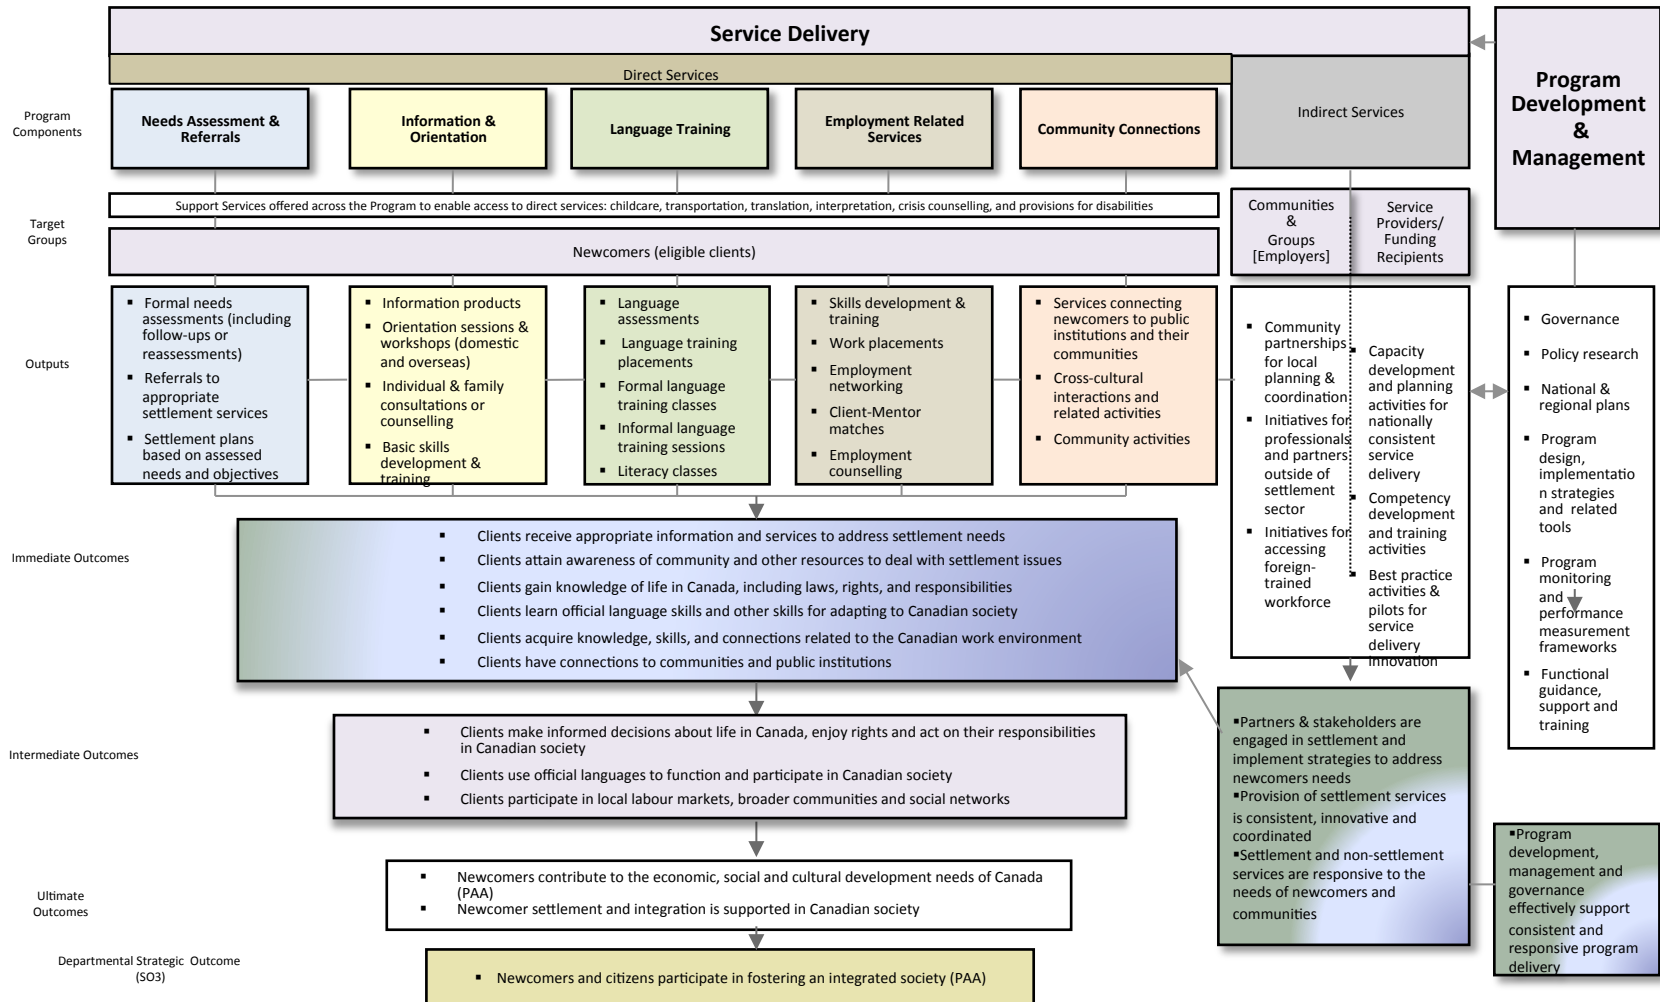 Service Delivery
Direct Services
Indirect Services
Program
Development
&
Management
Program
Components
Needs Assessment &
Referrals
Information &
Orientation
Language Training
Employment Related
Services
Community Connections
Target
Groups
Support Services offered across the Program to enable access to direct services: childcare, transportation, translation, interpretation, crisis counselling, and provisions for disabilities
Newcomers (eligible clients)
Communities
&
Groups
[Employers]
Service
Providers/
Funding
Recipients
Outputs
▪ Formal needs
assessments (including
follow-ups or
reassessments)
▪ Referrals to
appropriate
settlement services
▪ Settlement plans
based on assessed
needs and objectives
▪ Information products
▪ Orientation sessions &
workshops (domestic
and overseas)
▪ Individual & family
consultations or
counselling
▪ Basic skills
development &
training
▪ Language
assessments
▪ Language training
placements
▪ Formal language
training classes
▪ Informal language
training sessions
▪ Literacy classes
▪ Skills development &
training
▪ Work placements
▪ Employment
networking
▪ Client-Mentor
matches
▪ Employment
counselling
▪ Services connecting
newcomers to public
institutions and their
communities
▪ Cross-cultural
interactions and
related activities
▪ Community activities
▪ Community
partnerships
for local
planning &
coordination
▪ Initiatives for
professionals
and partners
outside of
settlement
sector
▪ Initiatives for
accessing
foreign-
trained
workforce
▪ Capacity
development
and planning
activities for
nationally
consistent
service
delivery
▪ Competency
development
and training
activities
▪ Best practice
activities &
pilots for
service
delivery
innovation
▪ Governance
▪ Policy research
▪ National &
regional plans
▪ Program
design,
implementatio
n strategies
and related
tools
▪ Program
monitoring
and
performance
measurement
frameworks
▪ Functional
guidance,
support and
training
Immediate Outcomes
▪ Clients receive appropriate information and services to address settlement needs
▪ Clients attain awareness of community and other resources to deal with settlement issues
▪ Clients gain knowledge of life in Canada, including laws, rights, and responsibilities
▪ Clients learn official language skills and other skills for adapting to Canadian society
▪ Clients acquire knowledge, skills, and connections related to the Canadian work environment
▪ Clients have connections to communities and public institutions
Intermediate Outcomes
▪ Clients make informed decisions about life in Canada, enjoy rights and act on their responsibilities
in Canadian society
▪ Clients use official languages to function and participate in Canadian society
▪ Clients participate in local labour markets, broader communities and social networks
▪Partners & stakeholders are
engaged in settlement and
implement strategies to address
newcomers needs
▪Provision of settlement services
is consistent, innovative and
coordinated
▪Settlement and non-settlement
services are responsive to the
needs of newcomers and
communities
▪Program
development,
management and
governance
effectively support
consistent and
responsive program
delivery
Ultimate
Outcomes
▪ Newcomers contribute to the economic, social and cultural development needs of Canada
(PAA)
▪ Newcomer settlement and integration is supported in Canadian society
Departmental Strategic Outcome
(SO3)
▪ Newcomers and citizens participate in fostering an integrated society (PAA)